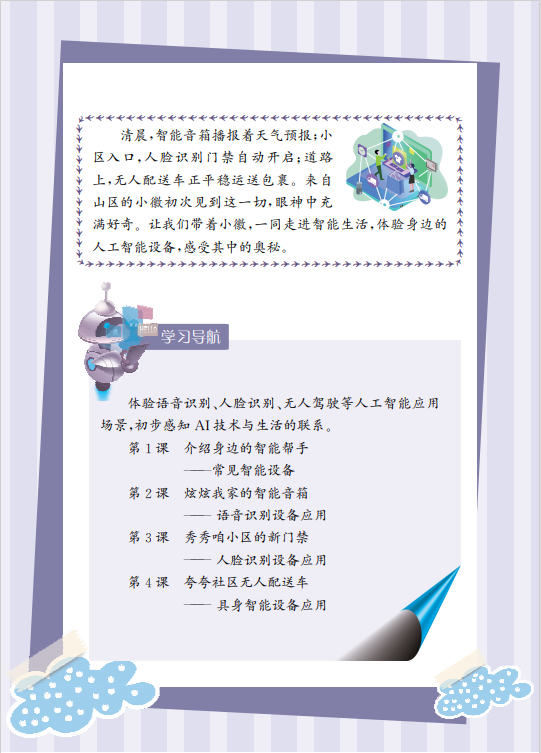 清晨，智能音箱播报着天气预报；小
区入口，人脸识别门禁自动开启；道路
上，无人配送车正平稳运送包裹。来自
山区的小徽初次见到这一切，眼神中充
满好奇。让我们带着小徽，一同走进智能生活，体验身边的
人工智能设备，感受其中的奥秘。
HELLO
学习导航
体验语音识别、人脸识别、无人驾驶等人工智能应用
场景，初步感知 AI 技术与生活的联系。
第 1 课 介绍身边的智能帮手
——常见智能设备
第 2 课 炫炫我家的智能音箱
—— 语音识别设备应用
第 3 课 秀秀咱小区的新门禁
—— 人脸识别设备应用
第 4 课 夸夸社区无人配送车
—— 具身智能设备应用